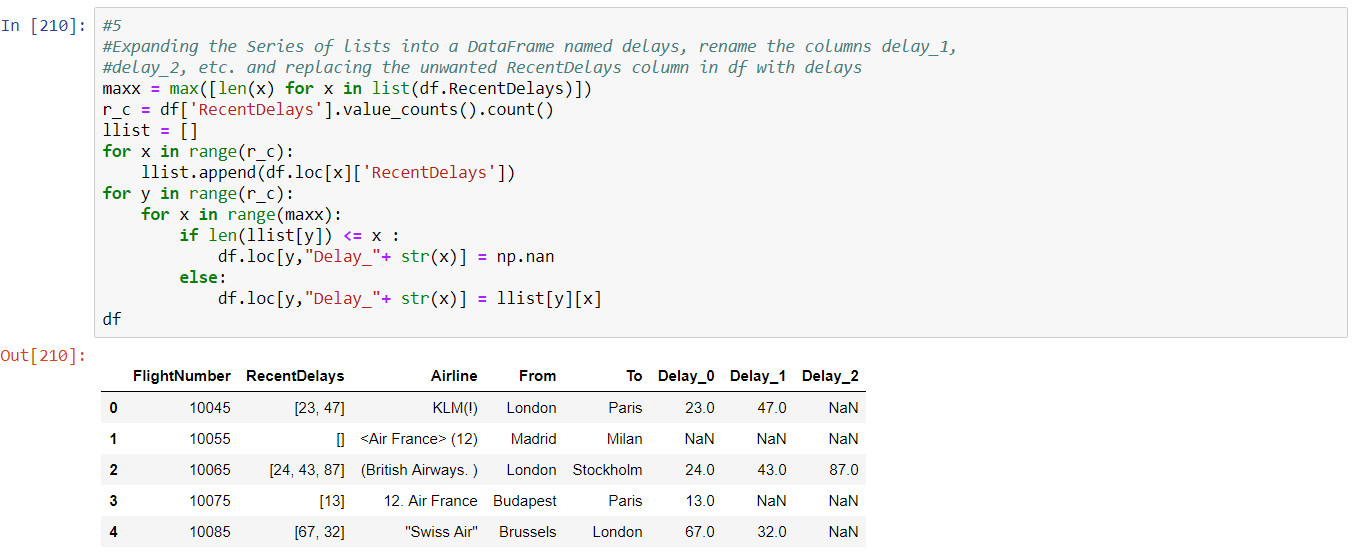 In [210]: #5
#Expanding the Series of lists into a DataFrame named delays, rename the columns delay_1,
#delay_2, etc. and replacing the unwanted RecentDelays column in df with delays
maxx = max([len(x) for x in list(df.RecentDelays)])
r_c = df['RecentDelays'].value_counts().count()
llist = []
for x in range(r_c):
    llist.append(df.loc[x]['RecentDelays'])
for y in range(r_c):
    for x in range(maxx):
        if len(llist[y]) <= x :
            df.loc[y,"Delay_"+ str(x)] = np.nan
        else:
            df.loc[y,"Delay_"+ str(x)] = llist[y][x]
df
Out[210]:
FlightNumber RecentDelays Airline From To Delay_0 Delay_1 Delay_2
0 10045 [23, 47] KLM(!) London Paris 23.0 47.0 NaN
1 10055 [] <Air France> (12) Madrid Milan NaN NaN NaN
2 10065 [24, 43, 87] (British Airways. ) London Stockholm 24.0 43.0 87.0
3 10075 [13] 12. Air France Budapest Paris 13.0 NaN NaN
4 10085 [67, 32] "Swiss Air" Brussels London 67.0 32.0 NaN